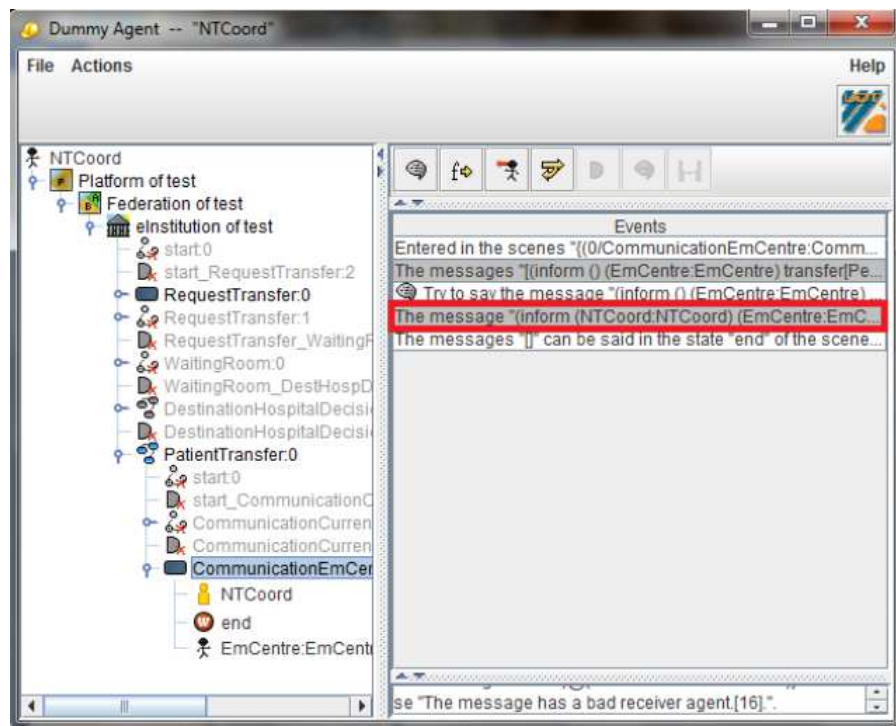 Dummy Agent -- "NTCoord"
File Actions Help
NTCoord
Platform of test
Federation of test
eInstitution of test
start:0
start_RequestTransfer:2
RequestTransfer:0
RequestTransfer:1
RequestTransfer_WaitingR
WaitingRoom:0
WaitingRoom_DestHospD
DestinationHospitalDecisi
DestinationHospitalDecisi
PatientTransfer:0
start:0
start_CommunicationC
CommunicationCurren
CommunicationCurren
CommunicationEmCer
NTCoord
end
EmCentre:EmCentr
Events
Entered in the scenes "{(0/CommunicationEmCentre:Comm...
The messages "[(inform () (EmCentre:EmCentre) transfer[Pe...
Try to say the message "(inform () (EmCentre:EmCentre) ...
The message "(inform (NTCoord:NTCoord) (EmCentre:EmC...
The messages "[]" can be said in the state "end" of the scene...
se "The message has a bad receiver agent.[16].".